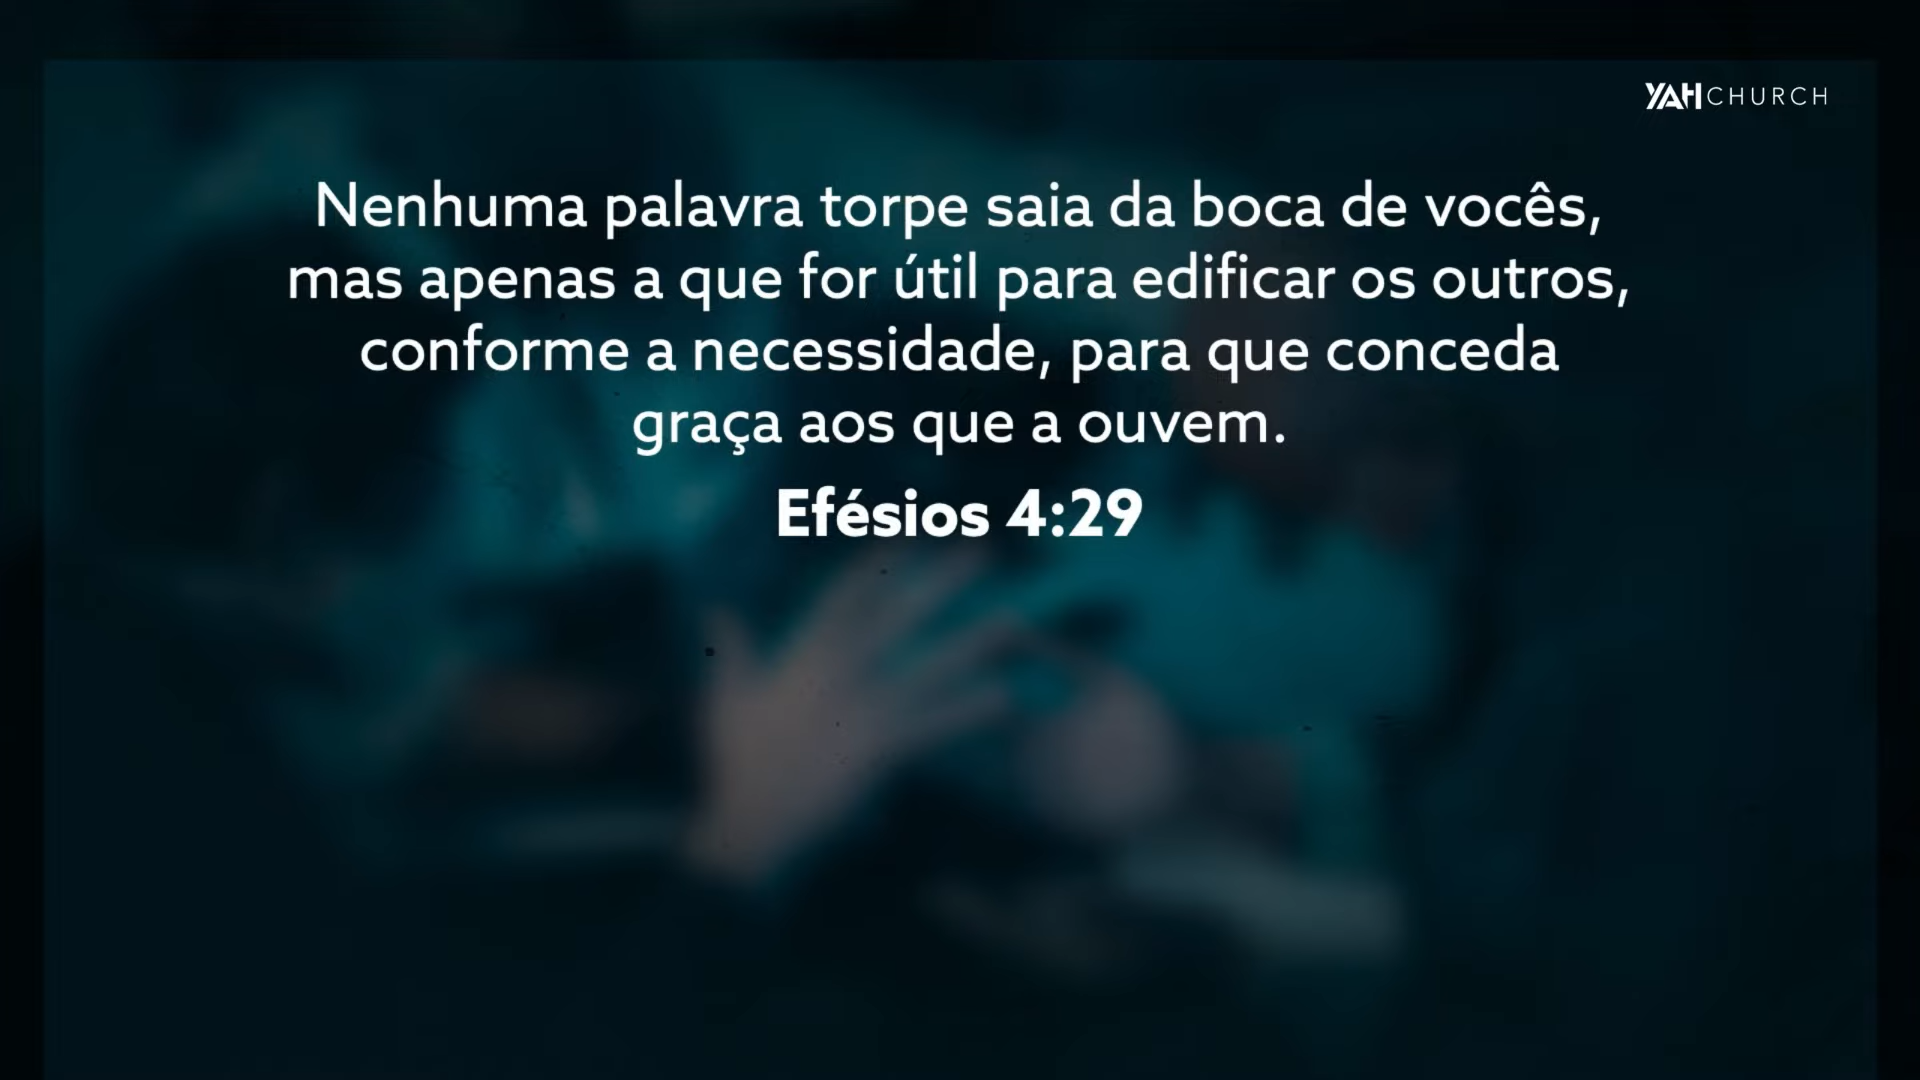 YAH CHURCH
Nenhuma palavra torpe saia da boca de vocês,
mas apenas a que for útil para edificar os outros,
conforme a necessidade, para que conceda
graça aos que a ouvem.
Efésios 4:29